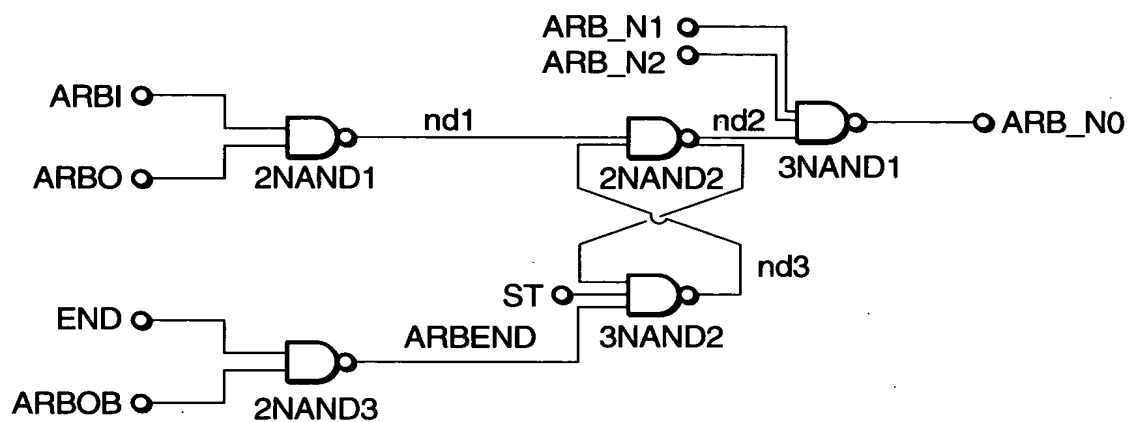 ARB_N1
ARB_N2
ARBI
nd1
nd2
ARB_N0
ARBO
2NAND1
2NAND2
3NAND1
nd3
ST
END
ARBEND
3NAND2
ARBOB
2NAND3